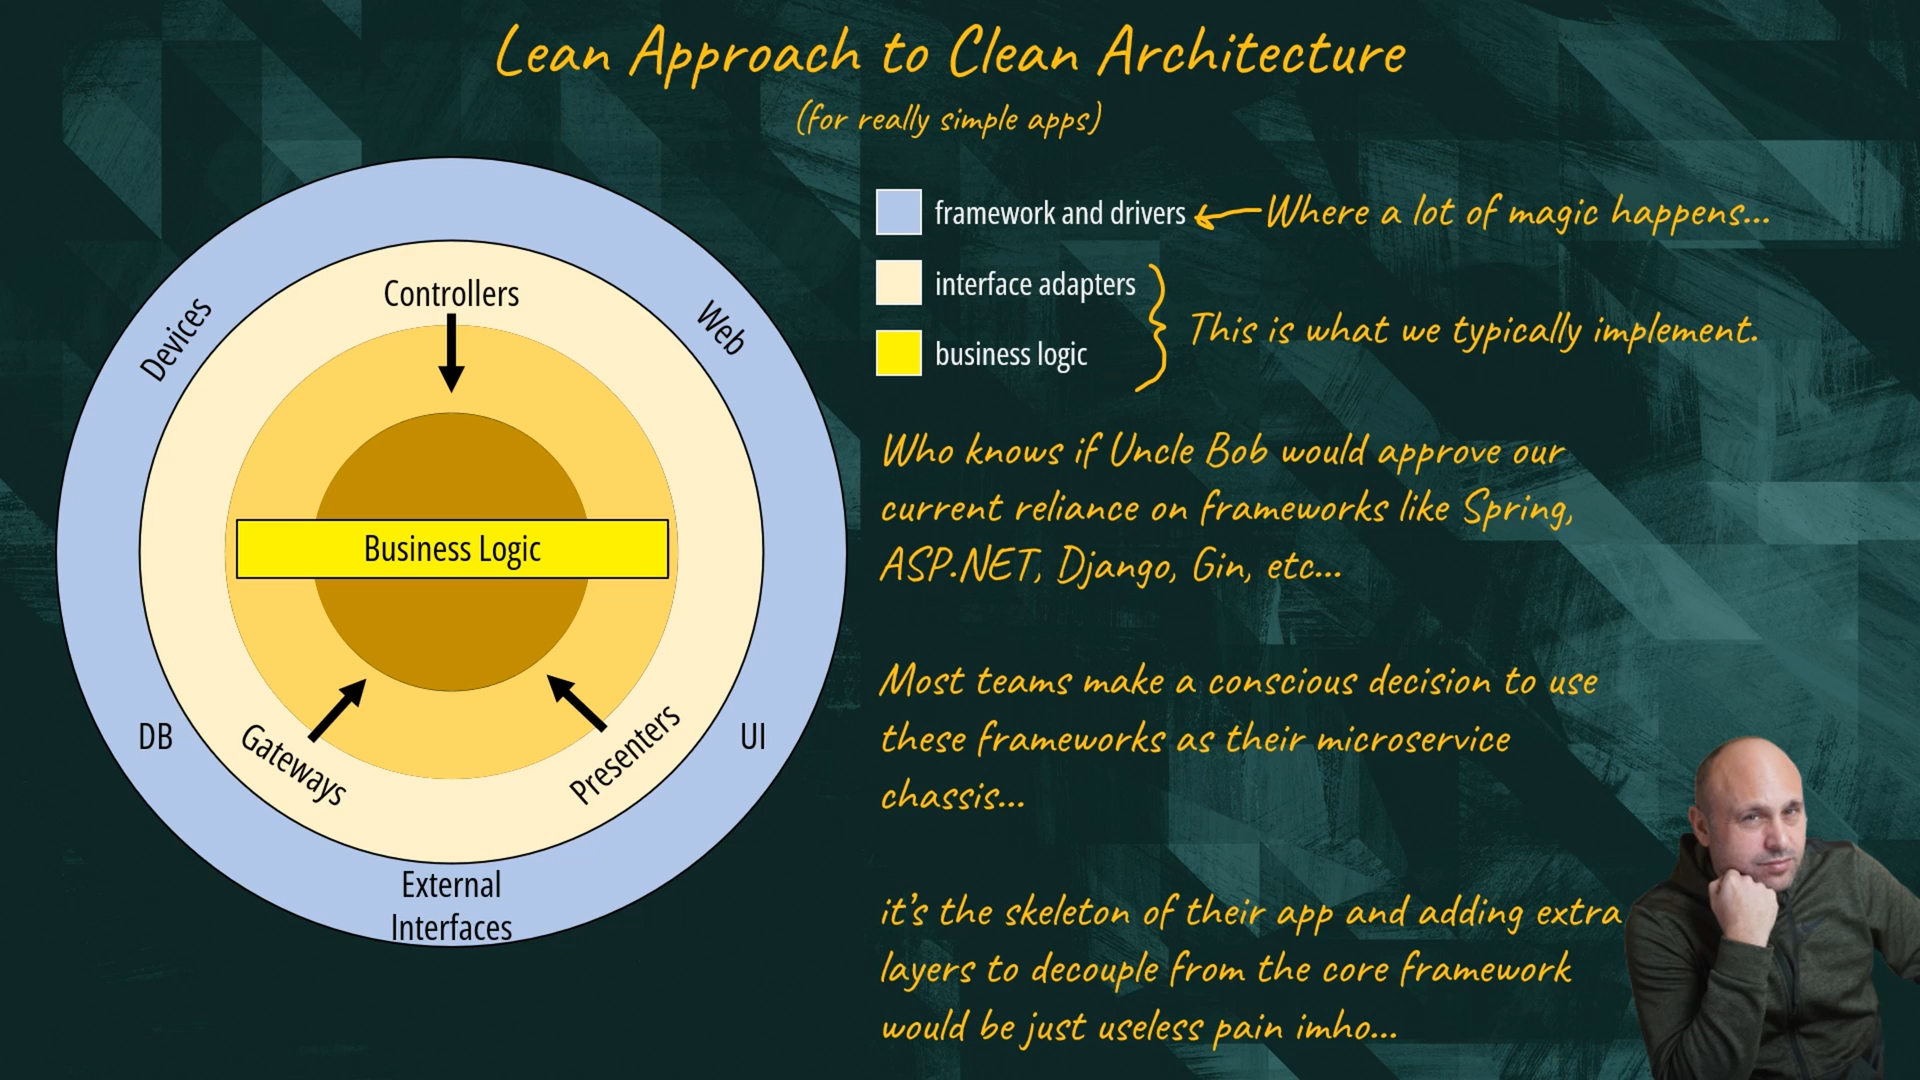 Lean Approach to Clean Architecture
(for really simple apps)
Controllers
Devices
Web
Business Logic
DB
UI
Gateways
Presenters
External
Interfaces
framework and drivers
Where a lot of magic happens...
interface adapters
This is what we typically implement.
business logic
Who knows if Uncle Bob would approve our
current reliance on frameworks like Spring,
ASP.NET, Django, Gin, etc...
Most teams make a conscious decision to use
these frameworks as their microservice
chassis...
it's the skeleton of their app and adding extra
layers to decouple from the core framework
would be just useless pain imho...